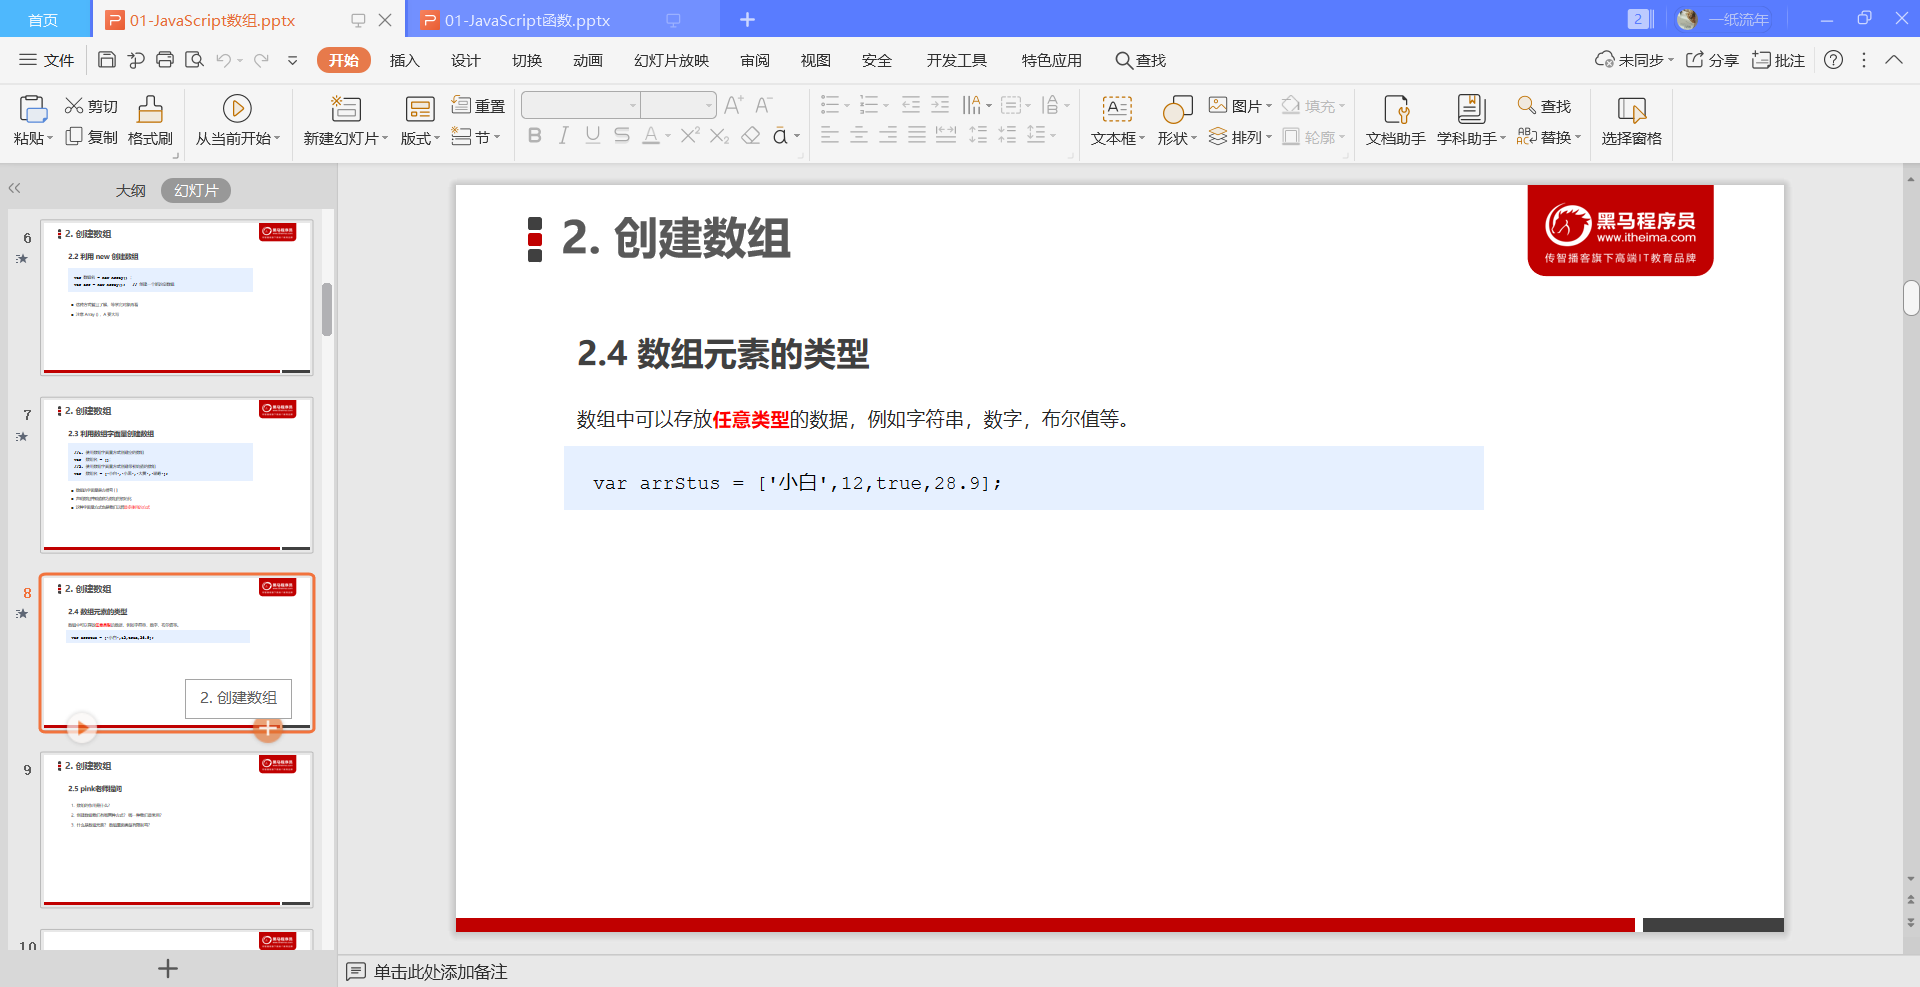 首页
01-JavaScript数组.pptx
01-JavaScript函数.pptx
2
一纸流年
文件
开始
插入
设计
切换
动画
幻灯片放映
审阅
视图
安全
开发工具
特色应用
查找
未同步
分享
批注
粘贴
剪切
复制
格式刷
从当前开始
新建幻灯片
版式
重置
节
文本框
形状
图片
排列
填充
轮廓
文档助手
学科助手
查找
替换
选择窗格
大纲
幻灯片
6
2. 创建数组
2.2 利用 new 创建数组
7
2. 创建数组
2.3 利用数组字面量创建数组
8
2. 创建数组
2.4 数组元素的类型
2. 创建数组
9
2. 创建数组
2.5 pink老师提问
10
2. 创建数组
黑马程序员
www.itheima.com
传智播客旗下高端IT教育品牌
2.4 数组元素的类型
数组中可以存放任意类型的数据，例如字符串，数字，布尔值等。
var arrStus = ['小白',12,true,28.9];
单击此处添加备注